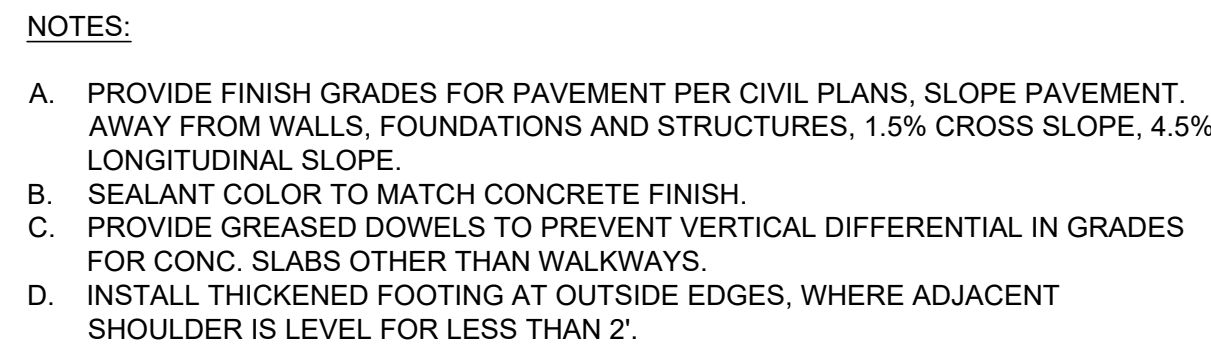 NOTES:
A. PROVIDE FINISH GRADES FOR PAVEMENT PER CIVIL PLANS, SLOPE PAVEMENT.
AWAY FROM WALLS, FOUNDATIONS AND STRUCTURES, 1.5% CROSS SLOPE, 4.5%
LONGITUDINAL SLOPE.
B. SEALANT COLOR TO MATCH CONCRETE FINISH.
C. PROVIDE GREASED DOWELS TO PREVENT VERTICAL DIFFERENTIAL IN GRADES
FOR CONC. SLABS OTHER THAN WALKWAYS.
D. INSTALL THICKENED FOOTING AT OUTSIDE EDGES, WHERE ADJACENT
SHOULDER IS LEVEL FOR LESS THAN 2'.